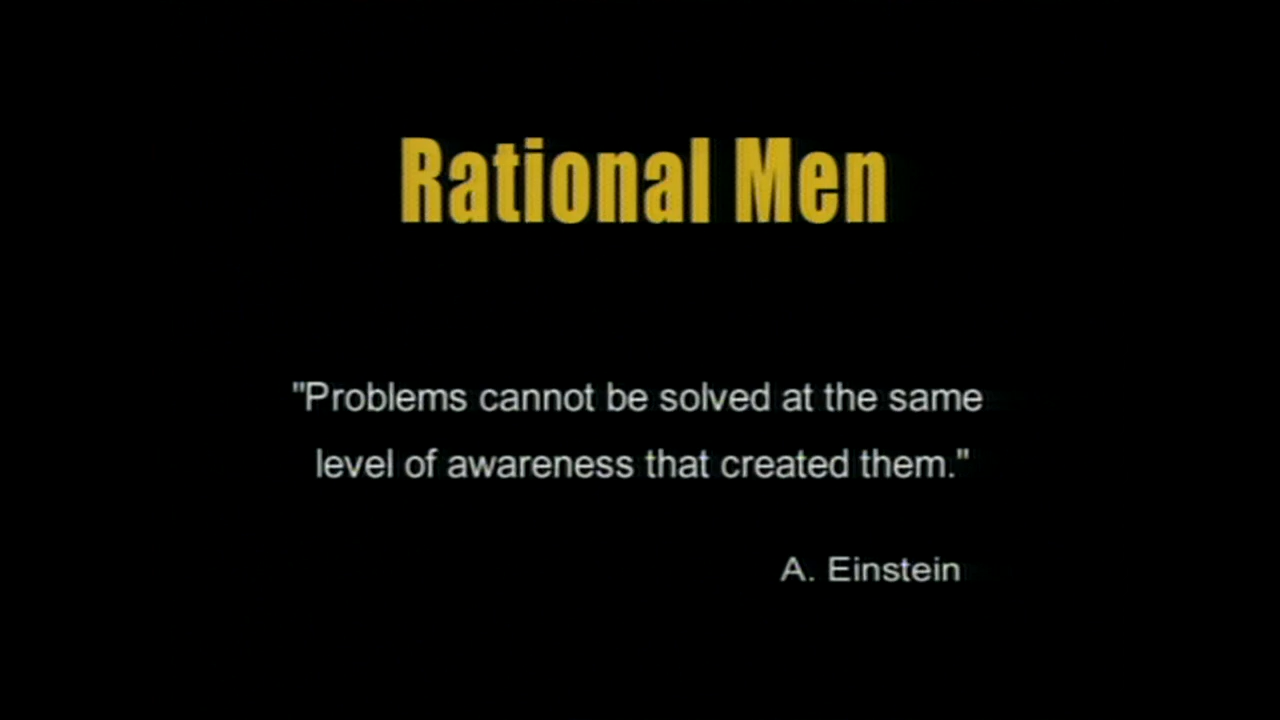 Rational Men
"Problems cannot be solved at the same
level of awareness that created them."
A. Einstein